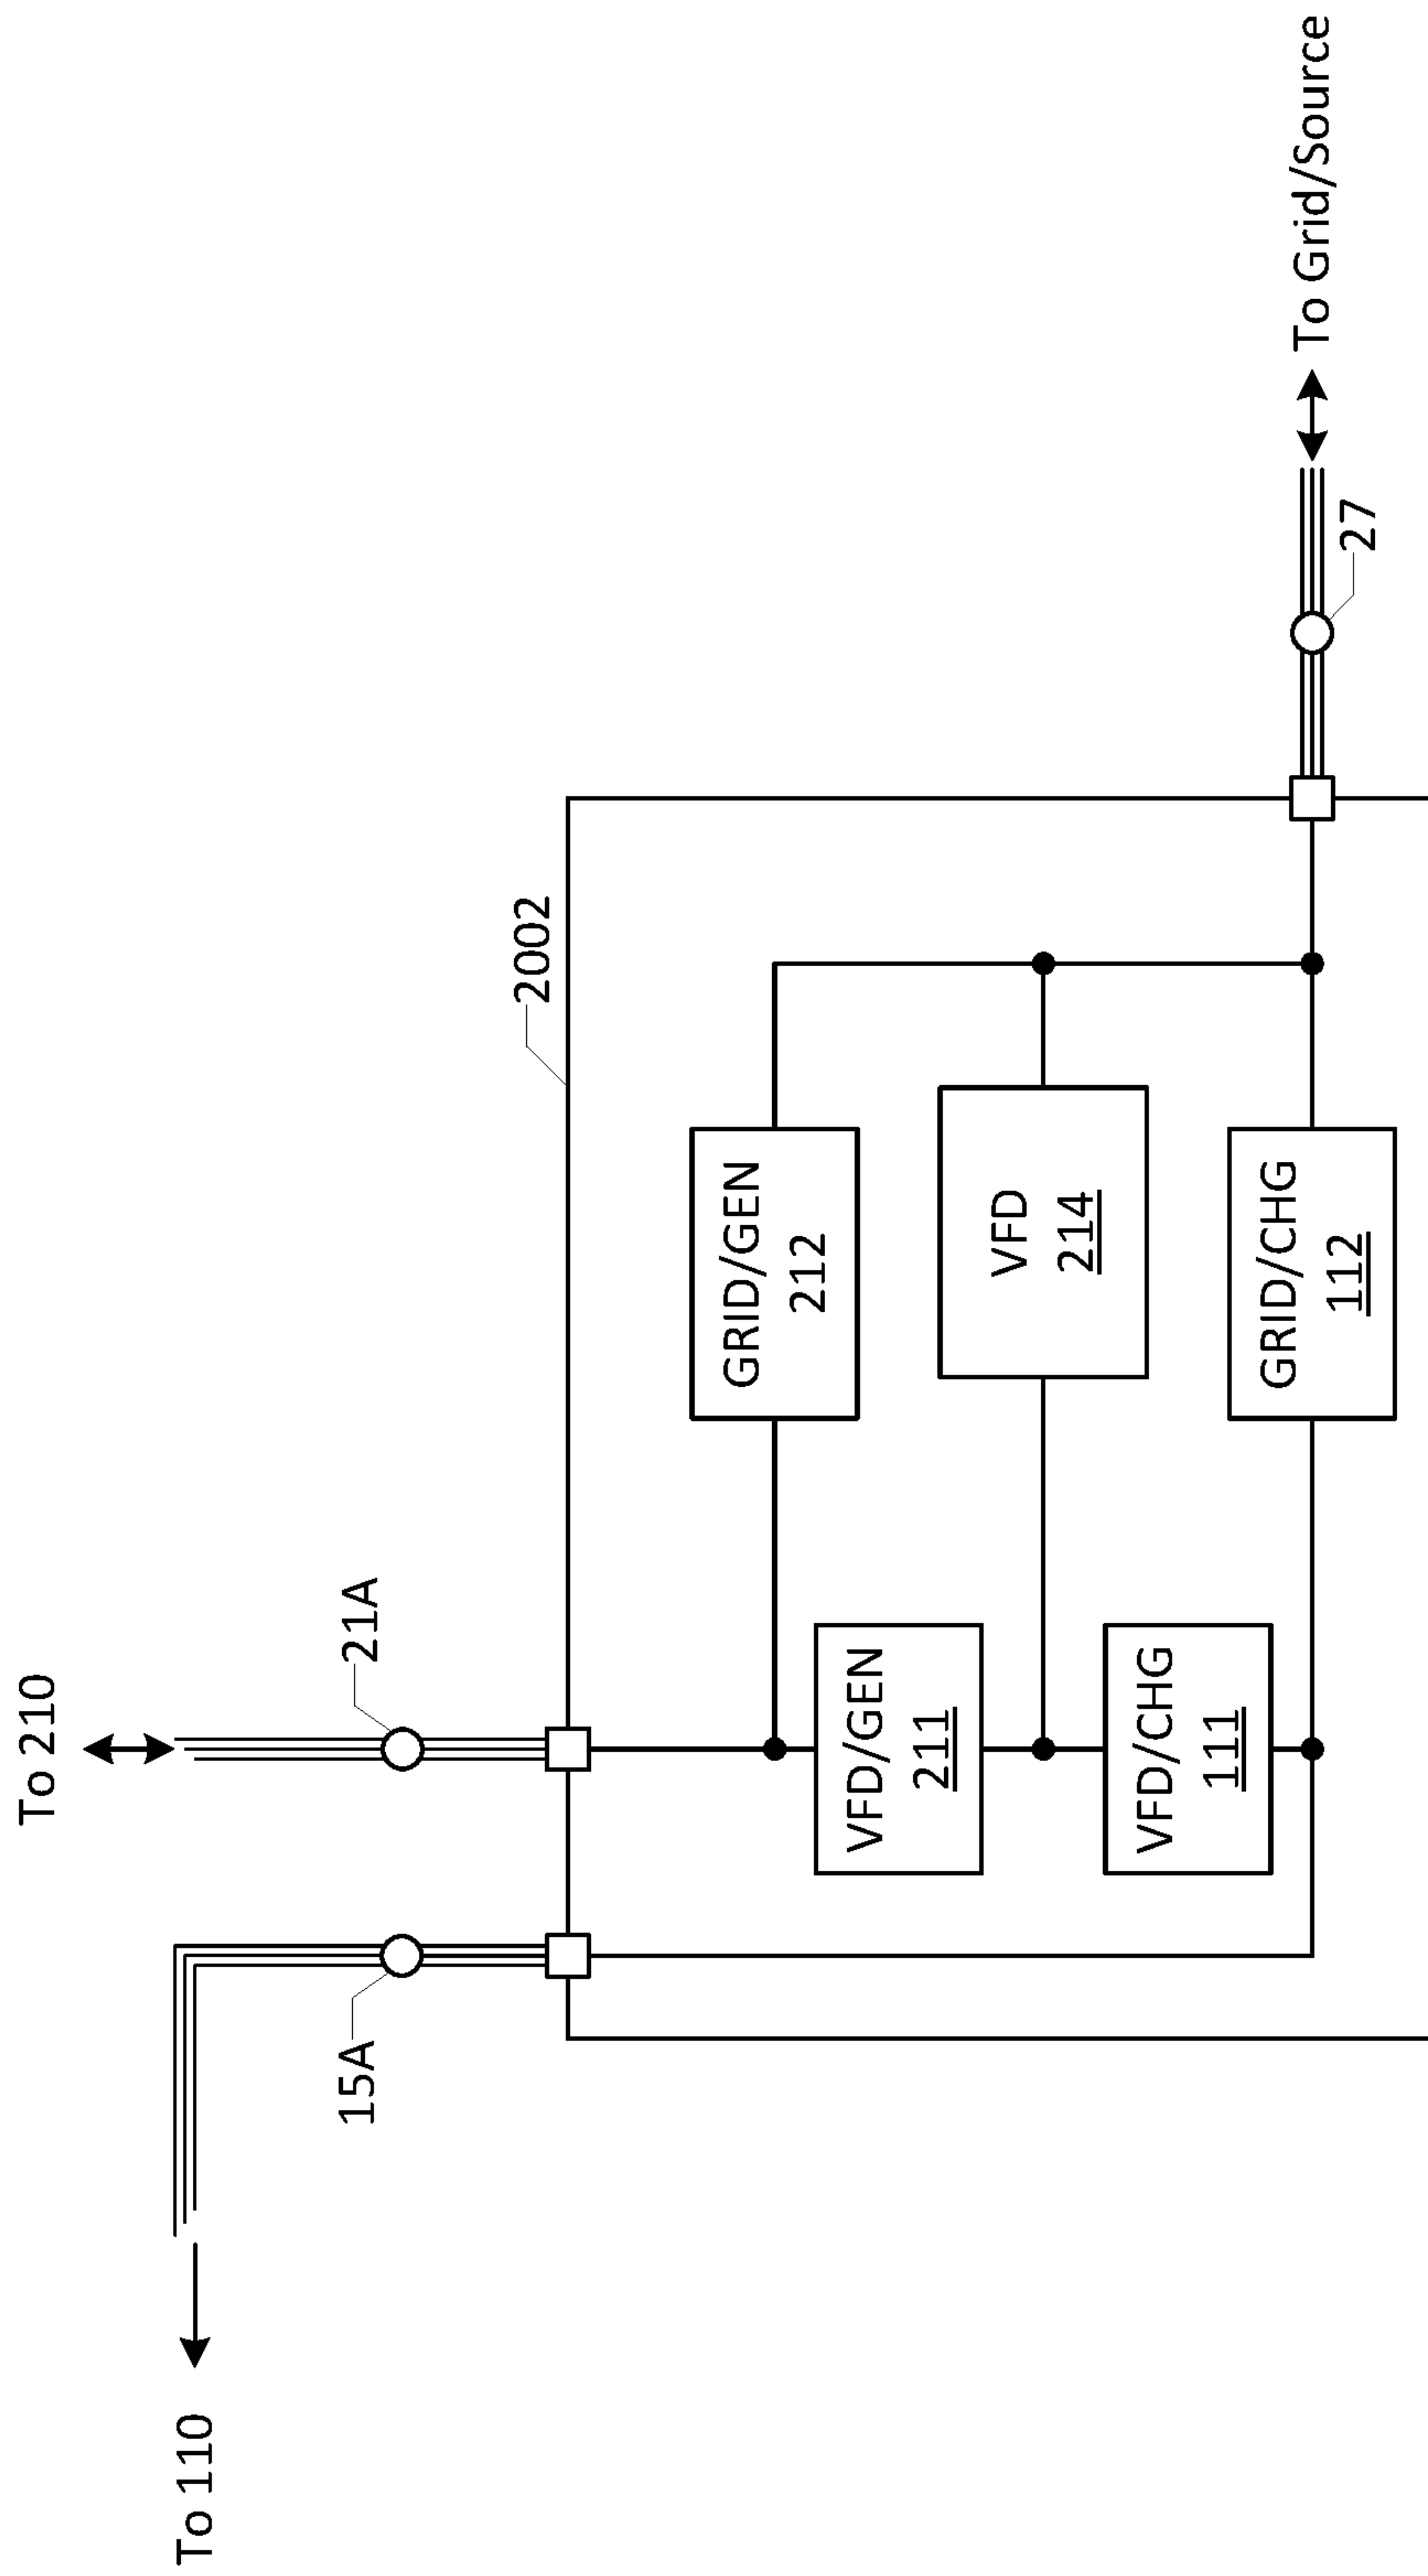 To 110
To 210
15A
21A
2002
GRID/GEN
212
VFD/GEN
211
VFD
214
VFD/CHG
111
GRID/CHG
112
27
To Grid/Source